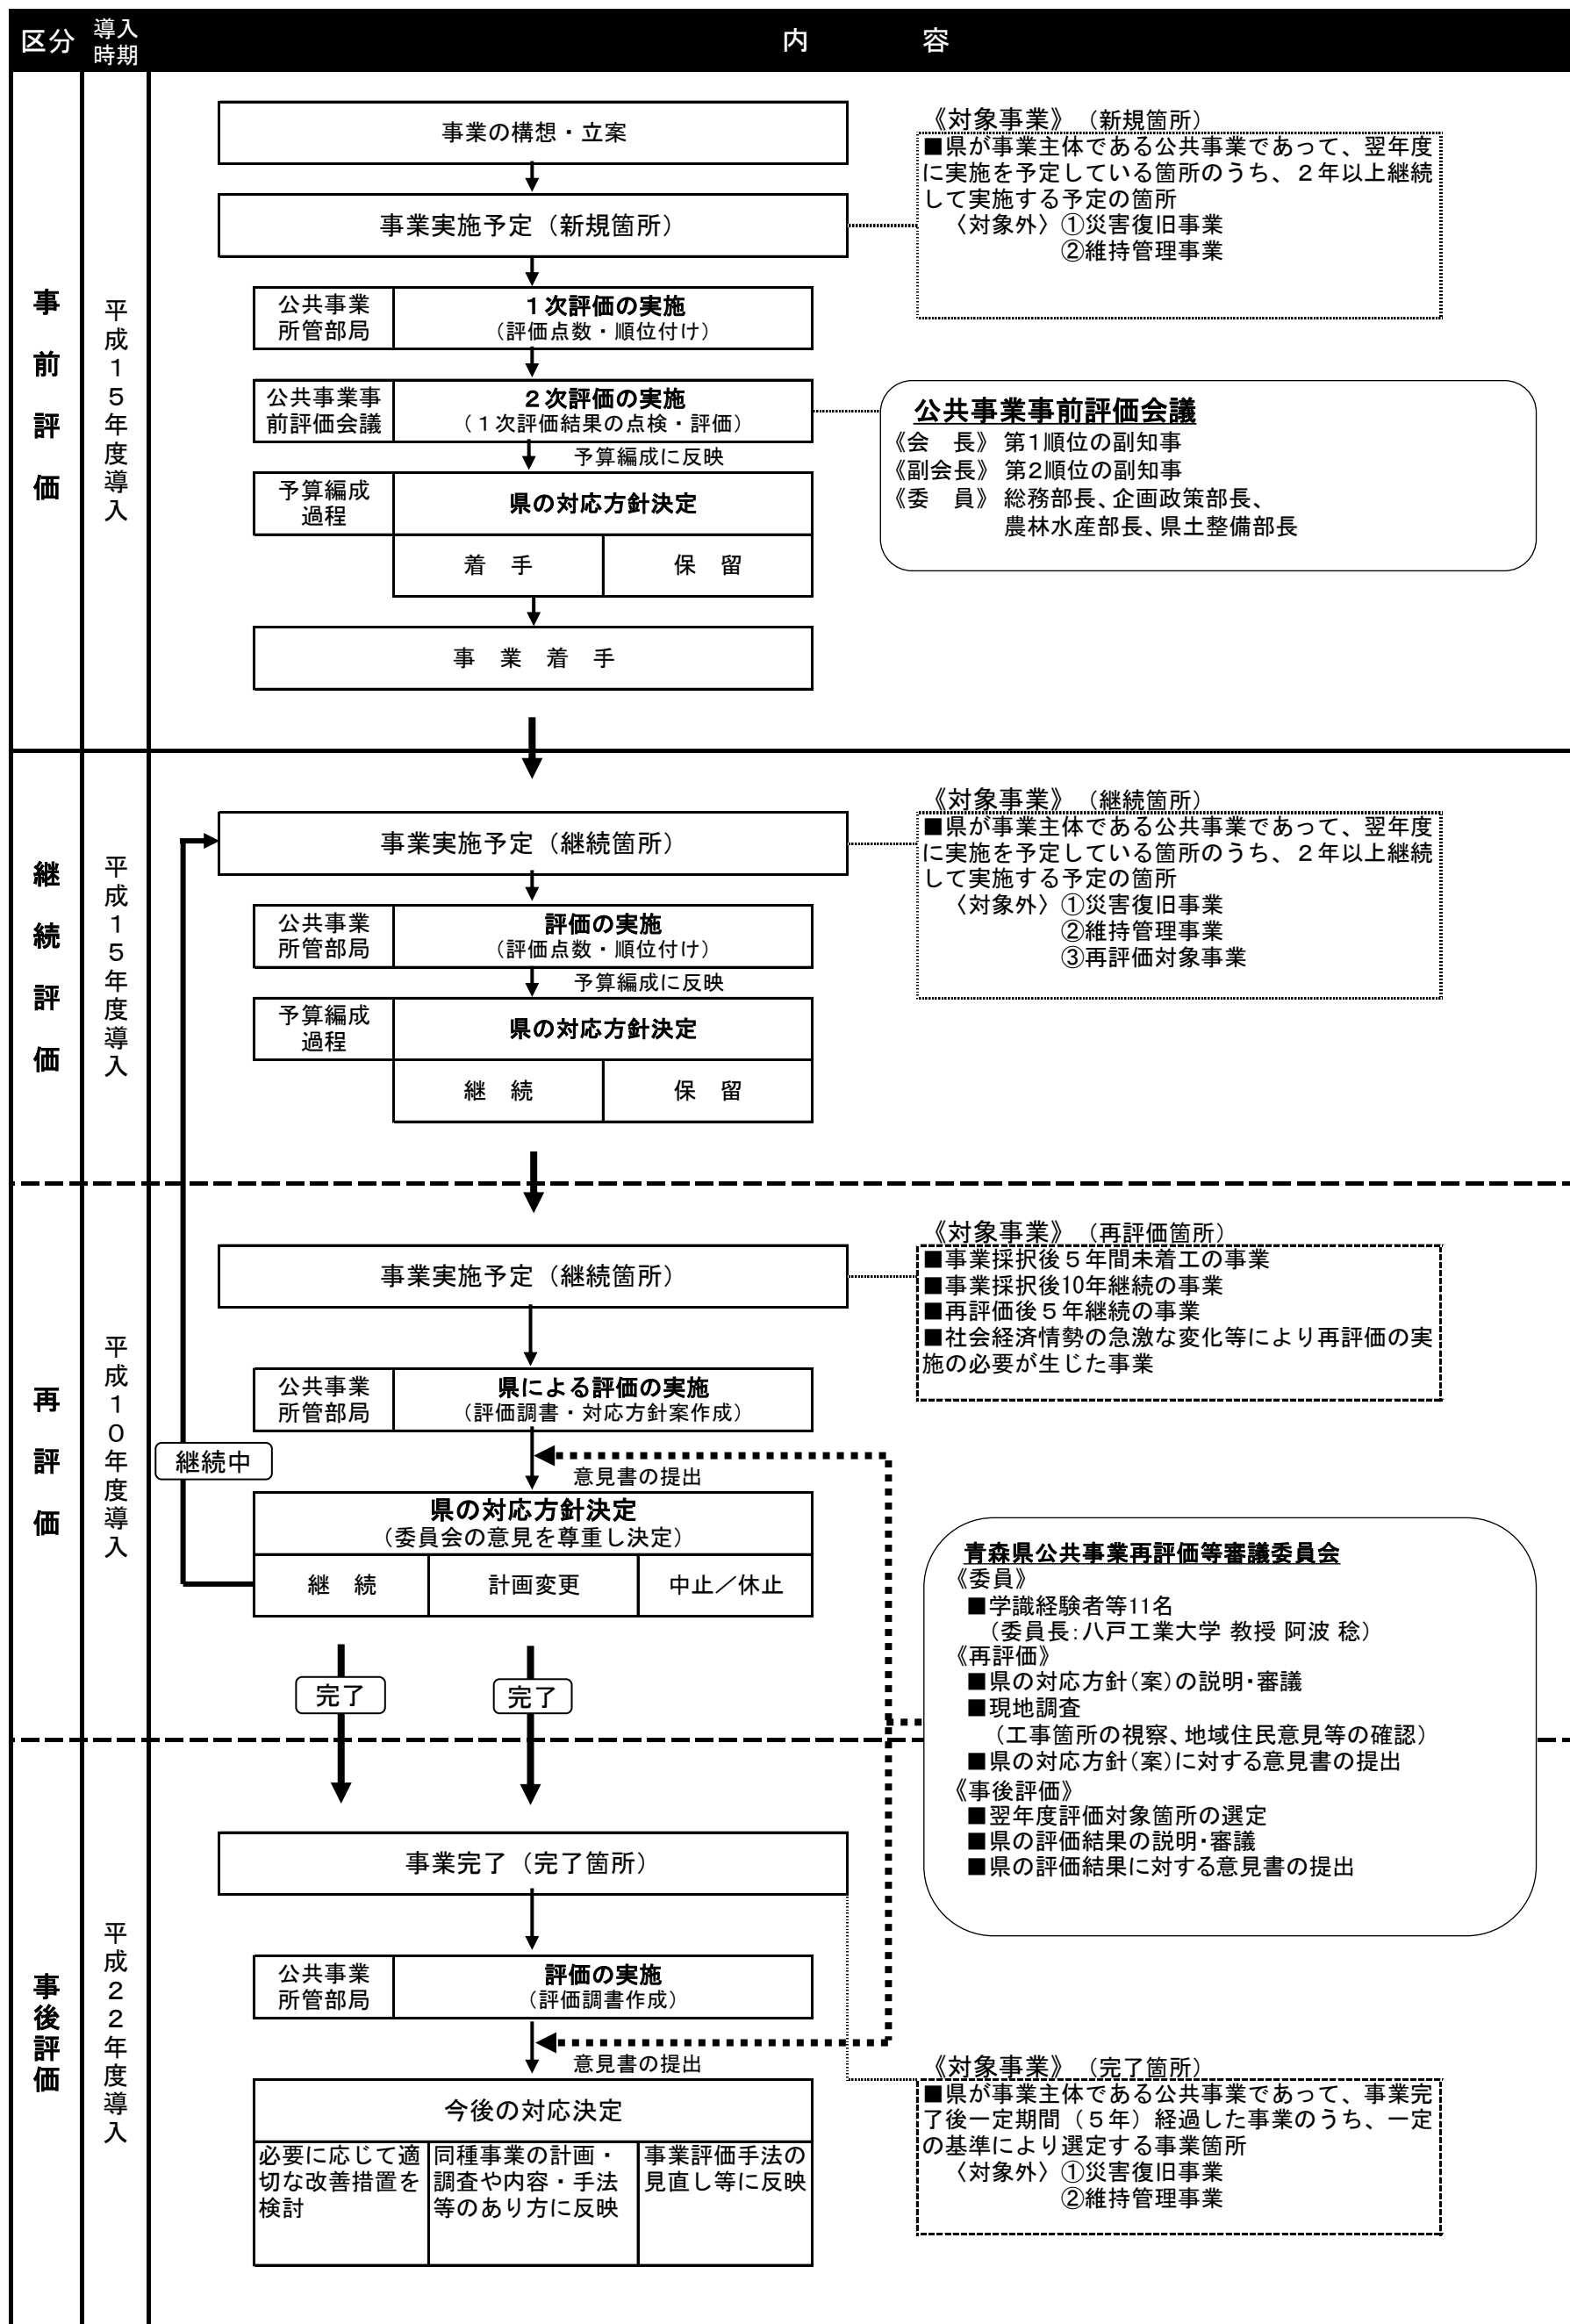 区分
導入
時期
内　　　容
事前評価
平成15年度導入
事業の構想・立案
事業実施予定（新規箇所）
公共事業
所管部局
１次評価の実施
（評価点数・順位付け）
公共事業事
前評価会議
２次評価の実施
（１次評価結果の点検・評価）
予算編成に反映
予算編成
過程
県の対応方針決定
着　手
保　留
事　業　着　手
《対象事業》（新規箇所）
■県が事業主体である公共事業であって、翌年度
に実施を予定している箇所のうち、２年以上継続
して実施する予定の箇所
〈対象外〉①災害復旧事業
②維持管理事業
公共事業事前評価会議
《会　長》 第1順位の副知事
《副会長》 第2順位の副知事
《委　員》 総務部長、企画政策部長、
農林水産部長、県土整備部長
継続評価
平成15年度導入
事業実施予定（継続箇所）
公共事業
所管部局
評価の実施
（評価点数・順位付け）
予算編成に反映
予算編成
過程
県の対応方針決定
継　続
保　留
《対象事業》（継続箇所）
■県が事業主体である公共事業であって、翌年度
に実施を予定している箇所のうち、２年以上継続
して実施する予定の箇所
〈対象外〉①災害復旧事業
②維持管理事業
③再評価対象事業
再評価
平成10年度導入
事業実施予定（継続箇所）
公共事業
所管部局
県による評価の実施
（評価調書・対応方針案作成）
意見書の提出
継続中
県の対応方針決定
（委員会の意見を尊重し決定）
継　続
計画変更
中止／休止
完了
完了
《対象事業》（再評価箇所）
■事業採択後５年間未着工の事業
■事業採択後10年継続の事業
■再評価後５年継続の事業
■社会経済情勢の急激な変化等により再評価の実
施の必要が生じた事業
青森県公共事業再評価等審議委員会
《委員》
■学識経験者等11名
（委員長：八戸工業大学 教授 阿波 稔）
《再評価》
■県の対応方針（案）の説明・審議
■現地調査
（工事箇所の視察、地域住民意見等の確認）
■県の対応方針（案）に対する意見書の提出
《事後評価》
■翌年度評価対象箇所の選定
■県の評価結果の説明・審議
■県の評価結果に対する意見書の提出
事後評価
平成22年度導入
事業完了（完了箇所）
公共事業
所管部局
評価の実施
（評価調書作成）
意見書の提出
今後の対応決定
必要に応じて適
切な改善措置を
検討
同種事業の計画・
調査や内容・手法
等のあり方に反映
事業評価手法の
見直し等に反映
《対象事業》（完了箇所）
■県が事業主体である公共事業であって、事業完
了後一定期間（５年）経過した事業のうち、一定
の基準により選定する事業箇所
〈対象外〉①災害復旧事業
②維持管理事業